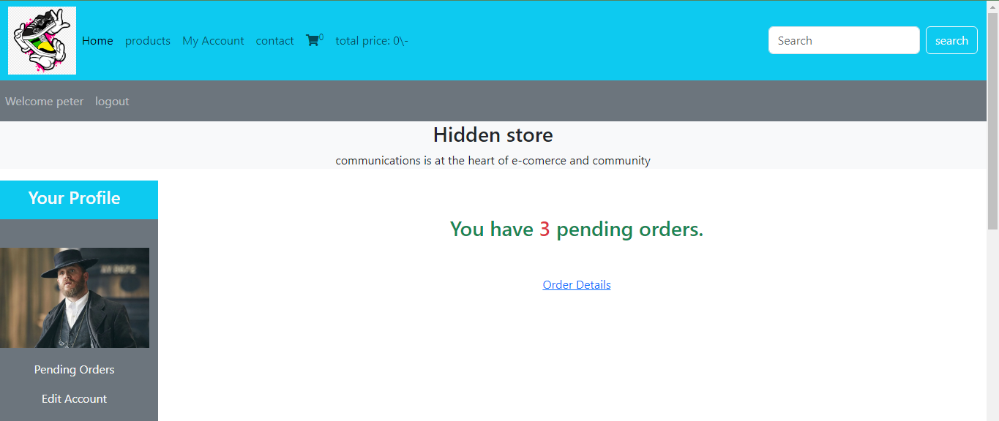 Home products My Account contact 0 total price: 0\- Search search
Welcome peter logout
Hidden store
communications is at the heart of e-comerce and community
Your Profile
You have 3 pending orders.
Order Details
Pending Orders
Edit Account